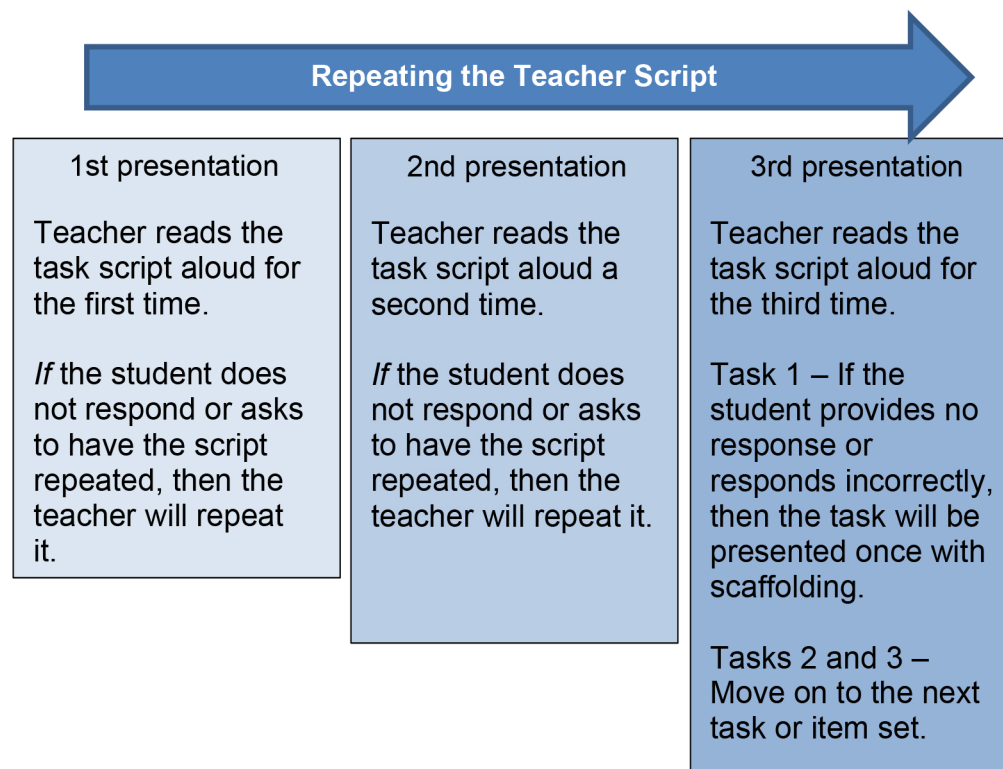 Repeating the Teacher Script
1st presentation
Teacher reads the
task script aloud for
the first time.
If the student does
not respond or asks
to have the script
repeated, then the
teacher will repeat
it.
2nd presentation
Teacher reads the
task script aloud a
second time.
If the student does
not respond or asks
to have the script
repeated, then the
teacher will repeat it.
3rd presentation
Teacher reads the
task script aloud for
the third time.
Task 1 – If the
student provides no
response or
responds incorrectly,
then the task will be
presented once with
scaffolding.
Tasks 2 and 3 –
Move on to the next
task or item set.